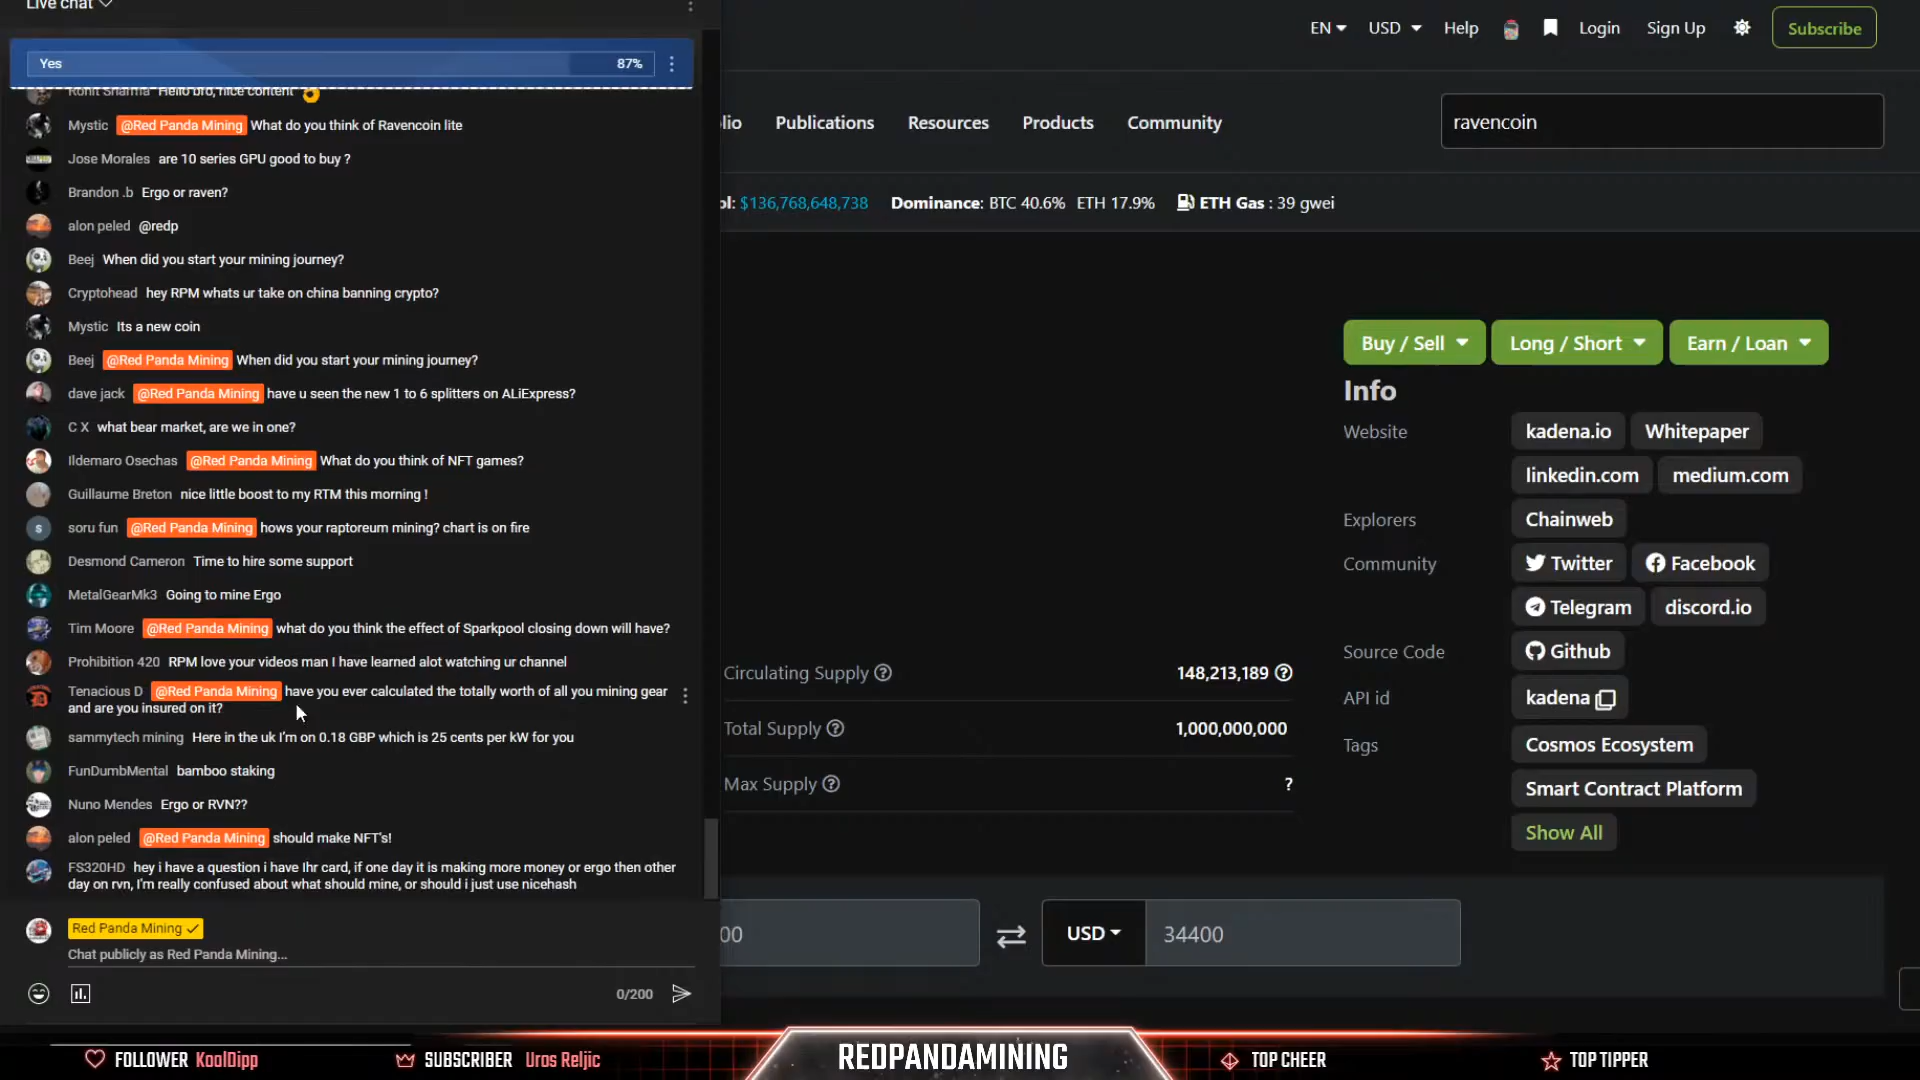 Live chat
Yes 87%
Rohit Sharma Hello bro, nice content
Mystic @Red Panda Mining What do you think of Ravencoin lite
Jose Morales are 10 series GPU good to buy ?
Brandon .b Ergo or raven?
alon peled @redp
Beej When did you start your mining journey?
Cryptohead hey RPM whats ur take on china banning crypto?
Mystic Its a new coin
Beej @Red Panda Mining When did you start your mining journey?
dave jack @Red Panda Mining have u seen the new 1 to 6 splitters on ALiExpress?
C X what bear market, are we in one?
Ildemaro Osechas @Red Panda Mining What do you think of NFT games?
Guillaume Breton nice little boost to my RTM this morning !
s soru fun @Red Panda Mining hows your raptoreum mining? chart is on fire
Desmond Cameron Time to hire some support
MetalGearMk3 Going to mine Ergo
Tim Moore @Red Panda Mining what do you think the effect of Sparkpool closing down will have?
Prohibition 420 RPM love your videos man I have learned alot watching ur channel
Tenacious D @Red Panda Mining have you ever calculated the totally worth of all you mining gear
and are you insured on it?
sammytech mining Here in the uk I'm on 0.18 GBP which is 25 cents per kW for you
FunDumbMental bamboo staking
Nuno Mendes Ergo or RVN??
alon peled @Red Panda Mining should make NFT's!
FS320HD hey i have a question i have lhr card, if one day it is making more money or ergo then other
day on rvn, I'm really confused about what should mine, or should i just use nicehash
Red Panda Mining
Chat publicly as Red Panda Mining...
0/200
EN USD Help Login Sign Up Subscribe
lio Publications Resources Products Community ravencoin
ol: $136,768,648,738 Dominance: BTC 40.6% ETH 17.9% ETH Gas : 39 gwei
Buy / Sell Long / Short Earn / Loan
Info
Website kadena.io Whitepaper
linkedin.com medium.com
Explorers Chainweb
Community Twitter Facebook
Telegram discord.io
Source Code Github
API id kadena
Tags Cosmos Ecosystem
Smart Contract Platform
Show All
Circulating Supply ? 148,213,189 ?
Total Supply ? 1,000,000,000
Max Supply ? ?
00 USD 34400
FOLLOWER KoolDipp SUBSCRIBER Uros Reljic REDPANDAMINING TOP CHEER TOP TIPPER